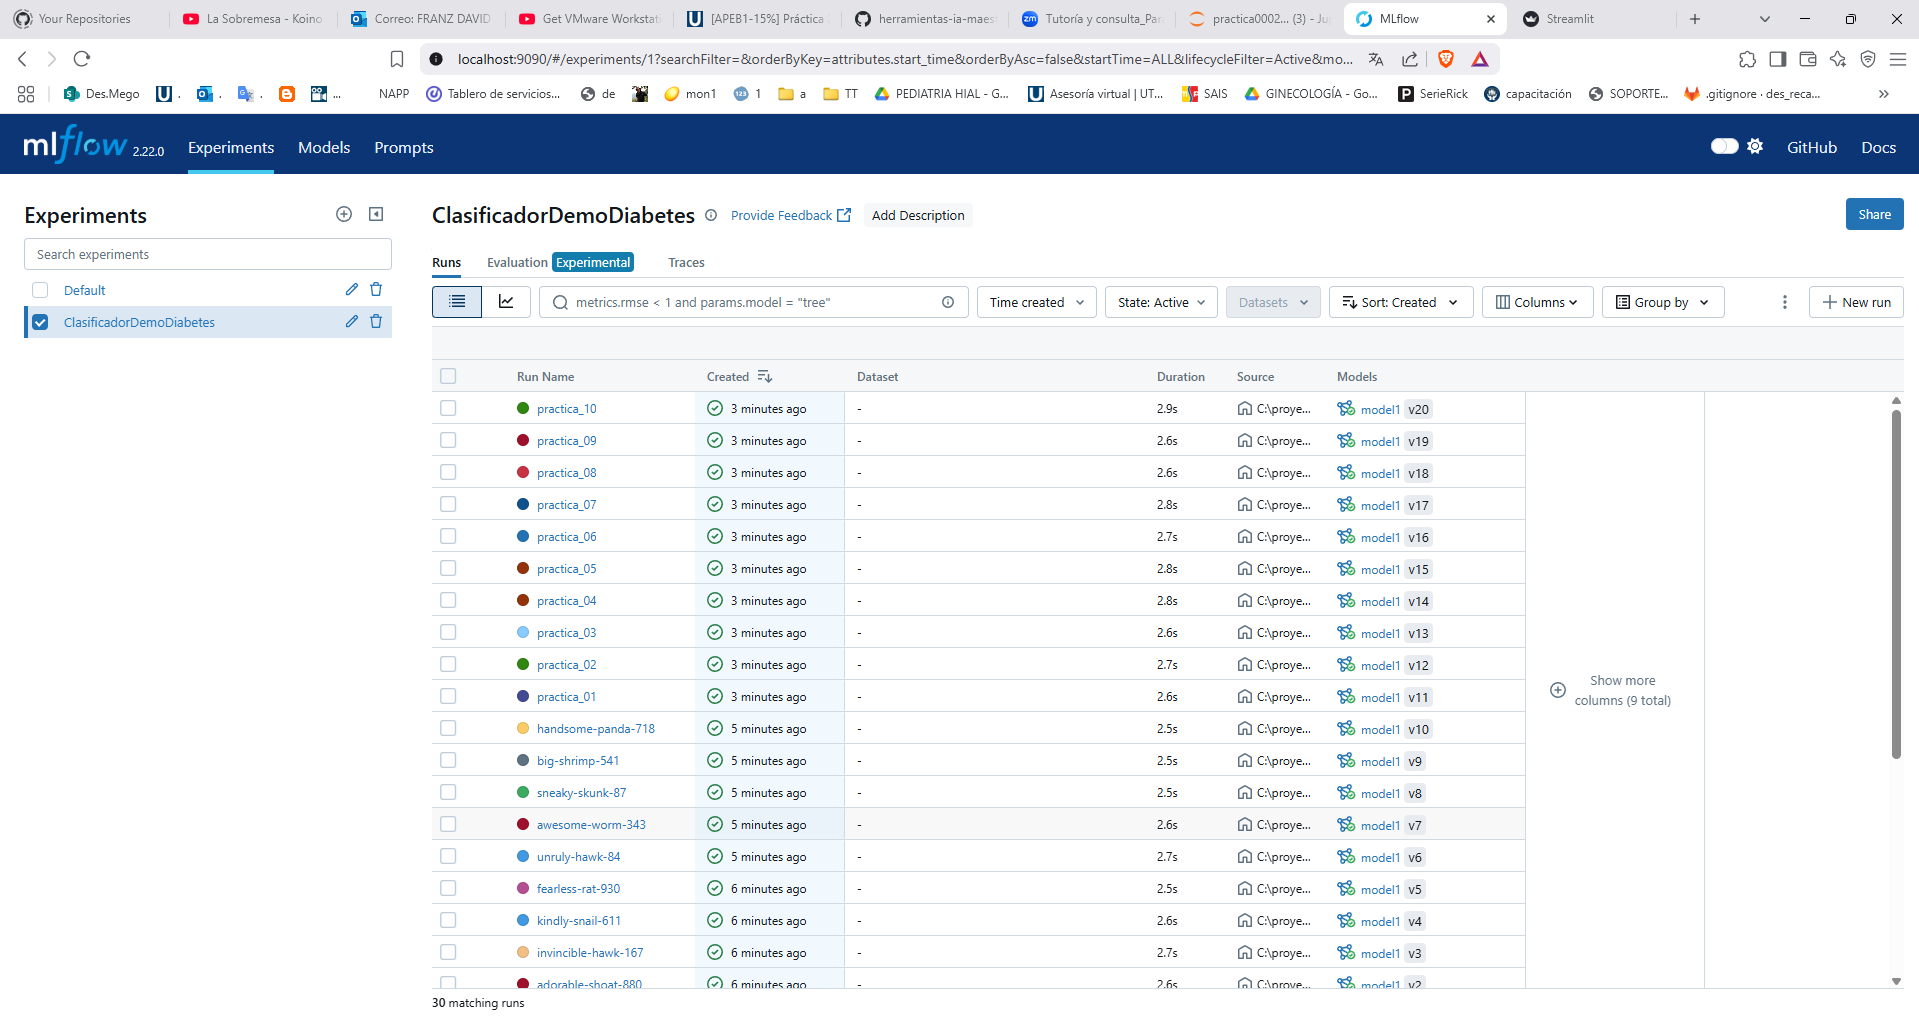 Your Repositories
La Sobremesa - Koino
Correo: FRANZ DAVID
Get VMware Workstati
[APEB1-15%] Práctica
herramientas-ia-maes
Tutoría y consulta_Par
practica0002... (3) - Ju
MLflow
Streamlit
localhost:9090/#/experiments/1?searchFilter=&orderByKey=attributes.start_time&orderByAsc=false&startTime=ALL&lifecycleFilter=Active&mo...
Des.Mego
.
.
.
...
NAPP
Tablero de servicios...
de
mon1
1
a
TT
PEDIATRIA HIAL - G...
Asesoría virtual | UT...
SAIS
GINECOLOGÍA - Go...
SerieRick
capacitación
SOPORTE...
.gitignore · des_reca...
mlflow 2.22.0
Experiments
Models
Prompts
GitHub
Docs
Experiments
Search experiments
Default
ClasificadorDemoDiabetes
ClasificadorDemoDiabetes
Provide Feedback
Add Description
Share
Runs
Evaluation Experimental
Traces
metrics.rmse < 1 and params.model = "tree"
Time created
State: Active
Datasets
Sort: Created
Columns
Group by
New run
Run Name Created Dataset Duration Source Models
practica_10 3 minutes ago - 2.9s C:\proye... model1 v20
practica_09 3 minutes ago - 2.6s C:\proye... model1 v19
practica_08 3 minutes ago - 2.6s C:\proye... model1 v18
practica_07 3 minutes ago - 2.8s C:\proye... model1 v17
practica_06 3 minutes ago - 2.7s C:\proye... model1 v16
practica_05 3 minutes ago - 2.8s C:\proye... model1 v15
practica_04 3 minutes ago - 2.8s C:\proye... model1 v14
practica_03 3 minutes ago - 2.6s C:\proye... model1 v13
practica_02 3 minutes ago - 2.7s C:\proye... model1 v12
practica_01 3 minutes ago - 2.6s C:\proye... model1 v11
handsome-panda-718 5 minutes ago - 2.5s C:\proye... model1 v10
big-shrimp-541 5 minutes ago - 2.5s C:\proye... model1 v9
sneaky-skunk-87 5 minutes ago - 2.5s C:\proye... model1 v8
awesome-worm-343 5 minutes ago - 2.6s C:\proye... model1 v7
unruly-hawk-84 5 minutes ago - 2.7s C:\proye... model1 v6
fearless-rat-930 6 minutes ago - 2.5s C:\proye... model1 v5
kindly-snail-611 6 minutes ago - 2.6s C:\proye... model1 v4
invincible-hawk-167 6 minutes ago - 2.7s C:\proye... model1 v3
adorable-shoat-880 6 minutes ago - 2.6s C:\proye... model1 v2
Show more
columns (9 total)
30 matching runs